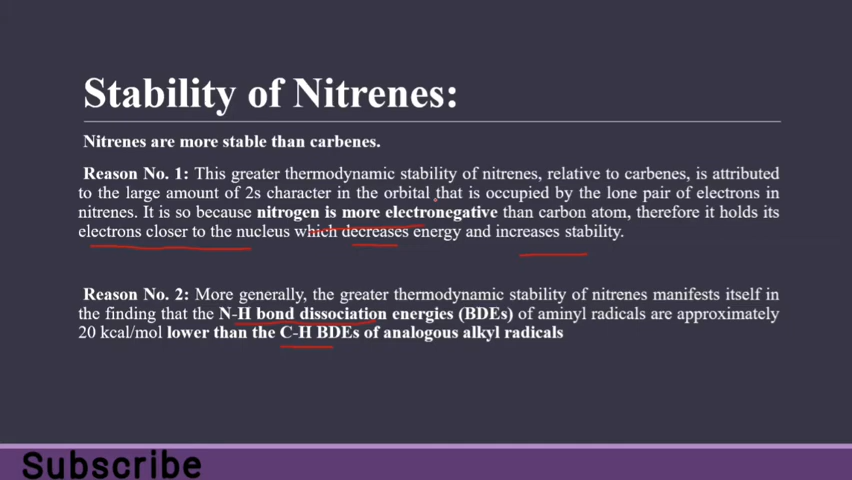 Stability of Nitrenes:
Nitrenes are more stable than carbenes.
Reason No. 1: This greater thermodynamic stability of nitrenes, relative to carbenes, is attributed
to the large amount of 2s character in the orbital that is occupied by the lone pair of electrons in
nitrenes. It is so because nitrogen is more electronegative than carbon atom, therefore it holds its
electrons closer to the nucleus which decreases energy and increases stability.
Reason No. 2: More generally, the greater thermodynamic stability of nitrenes manifests itself in
the finding that the N-H bond dissociation energies (BDEs) of aminyl radicals are approximately
20 kcal/mol lower than the C-H BDEs of analogous alkyl radicals
Subscribe